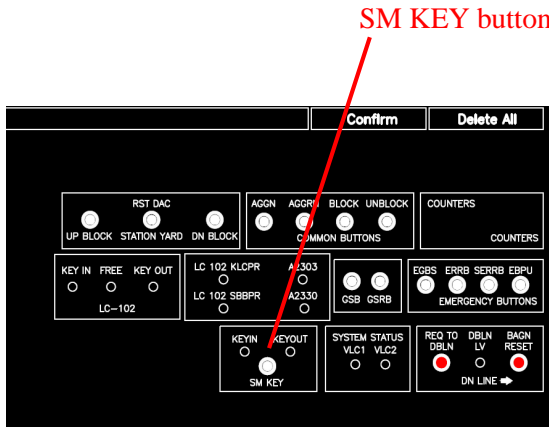 SM KEY button
Confirm Delete All
RST DAC
UP BLOCK STATION YARD DN BLOCK
AGGN AGGRN BLOCK UNBLOCK
COMMON BUTTONS
COUNTERS
COUNTERS
KEY IN FREE KEY OUT
LC-102
LC 102 KLCPR A2303
LC 102 SBBPR A2330
GSB GSRB
EGBS ERRB SERRB EBPU
EMERGENCY BUTTONS
KEYIN KEYOUT
SM KEY
SYSTEM STATUS
VLC1 VLC2
REQ TO DBLN BAGN
DBLN LV RESET
DN LINE